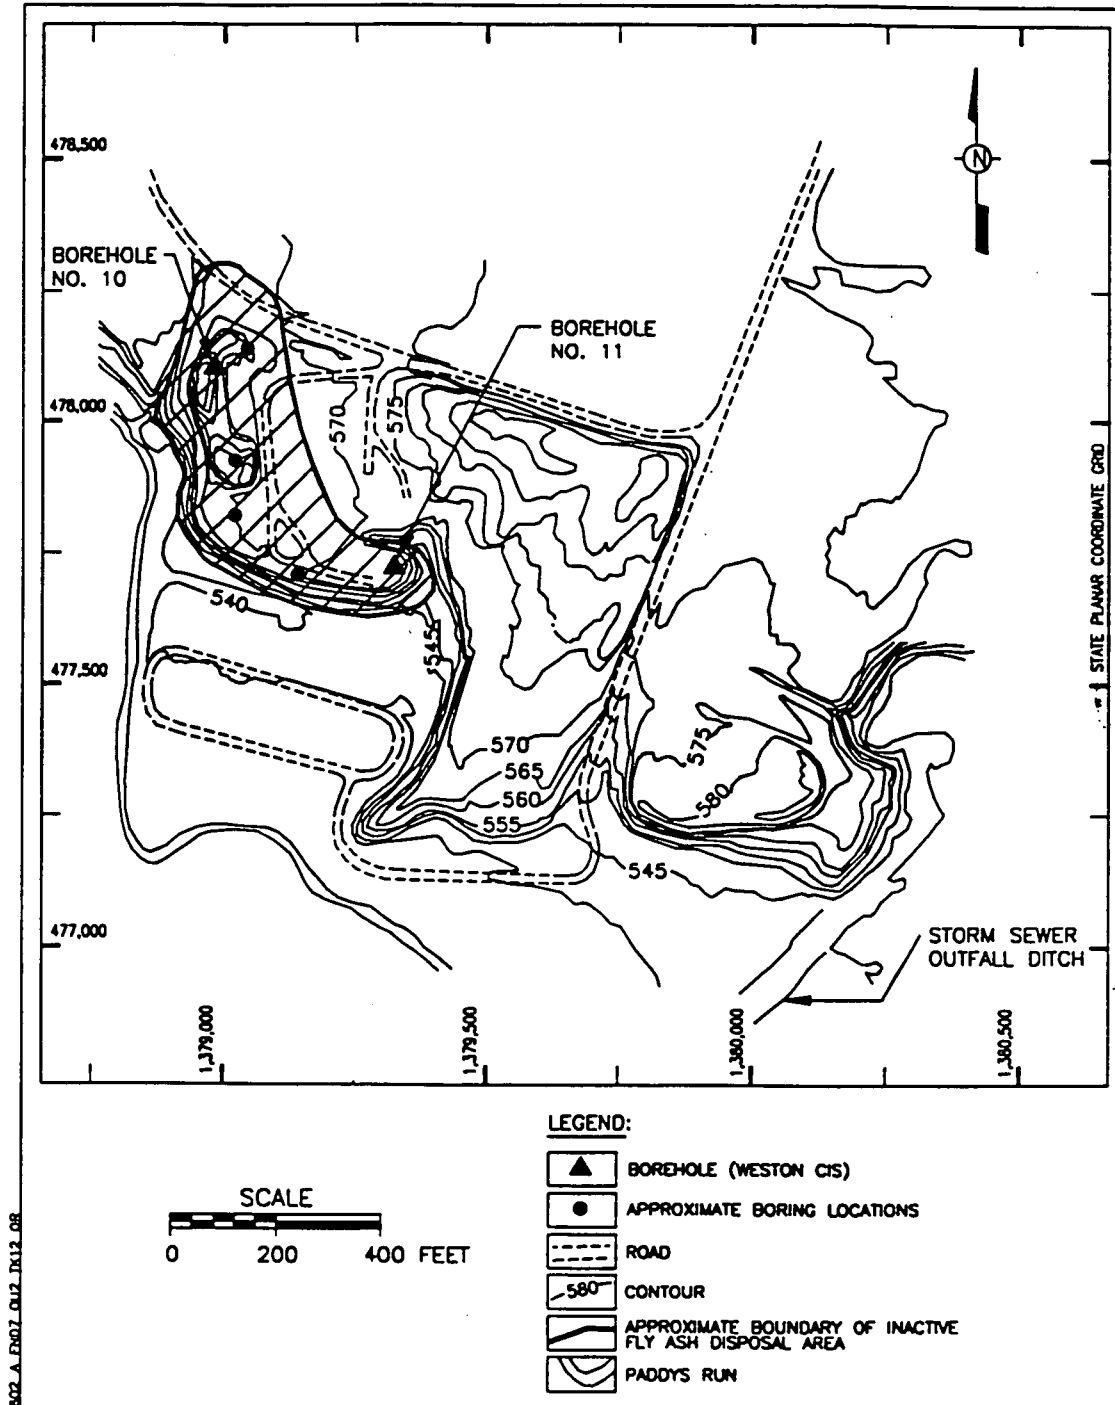 478,500
N
BOREHOLE
NO. 10
BOREHOLE
NO. 11
478,000
570
575
STATE PLANAR COORDINATE GRID
540
545
477,500
575
570
565
580
560
555
545
477,000
STORM SEWER
OUTFALL DITCH
1,379,000
1,379,500
1,380,000
1,380,500
LEGEND:
BOREHOLE (WESTON CIS)
SCALE
APPROXIMATE BORING LOCATIONS
0 200 400 FEET
ROAD
580 CONTOUR
APPROXIMATE BOUNDARY OF INACTIVE
FLY ASH DISPOSAL AREA
PADDYS RUN